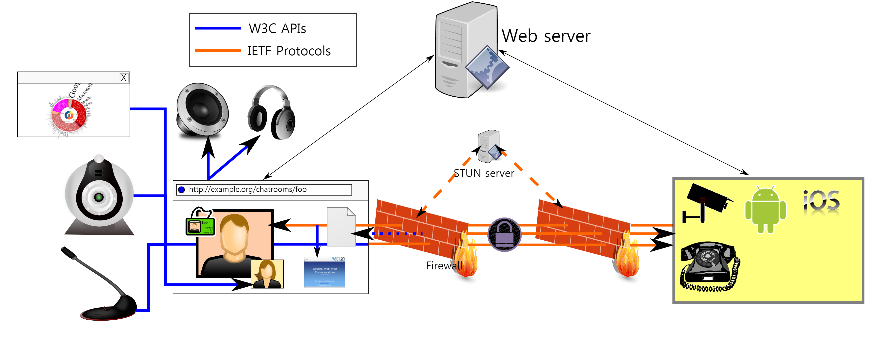 W3C APIs
IETF Protocols
Web server
X
STUN server
http://example.org/chatrooms/foo
iOS
Firewall